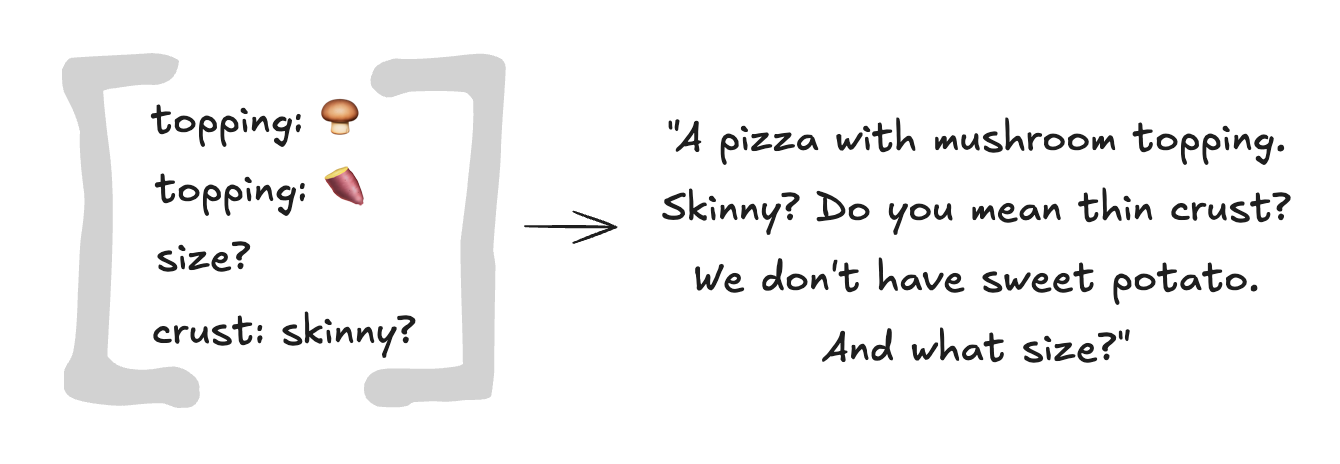 topping: 🍄
topping: 🍠
size?
crust: skinny?
"A pizza with mushroom topping.
Skinny? Do you mean thin crust?
We don't have sweet potato.
And what size?"